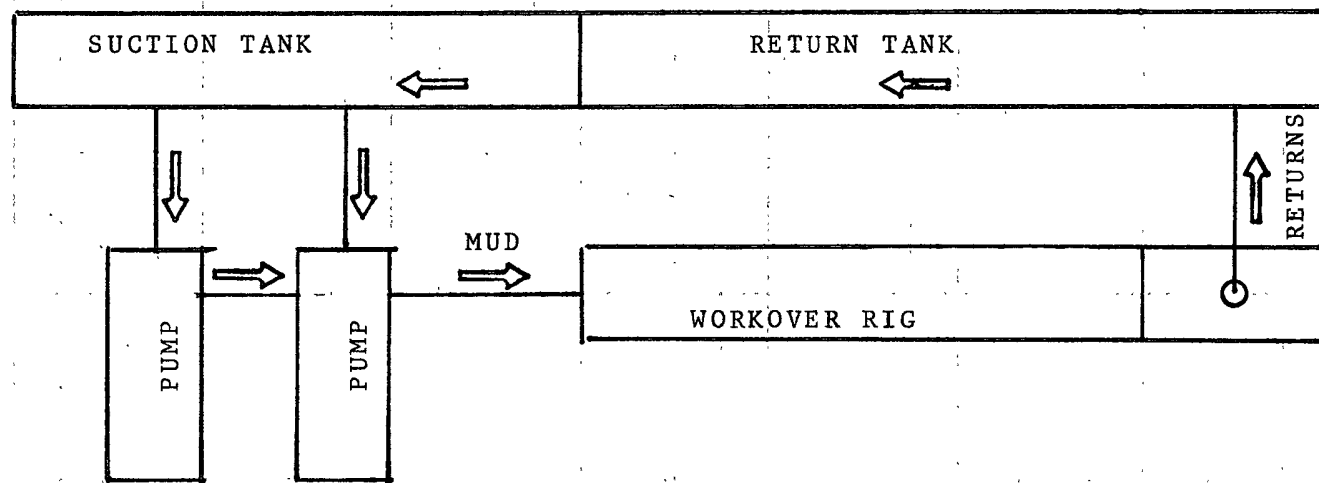 SUCTION TANK
RETURN TANK
RETURNS
MUD
PUMP
PUMP
WORKOVER RIG